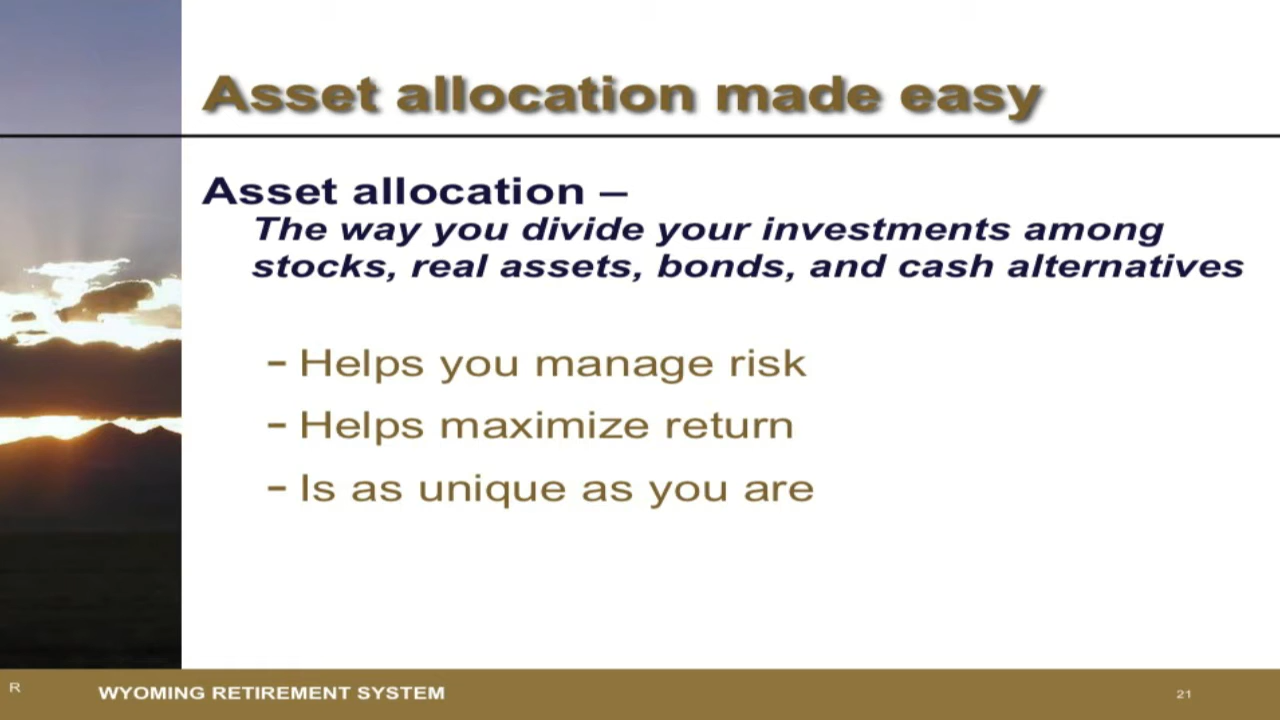 Asset allocation made easy
Asset allocation –
The way you divide your investments among
stocks, real assets, bonds, and cash alternatives
– Helps you manage risk
– Helps maximize return
– Is as unique as you are
R
WYOMING RETIREMENT SYSTEM
21